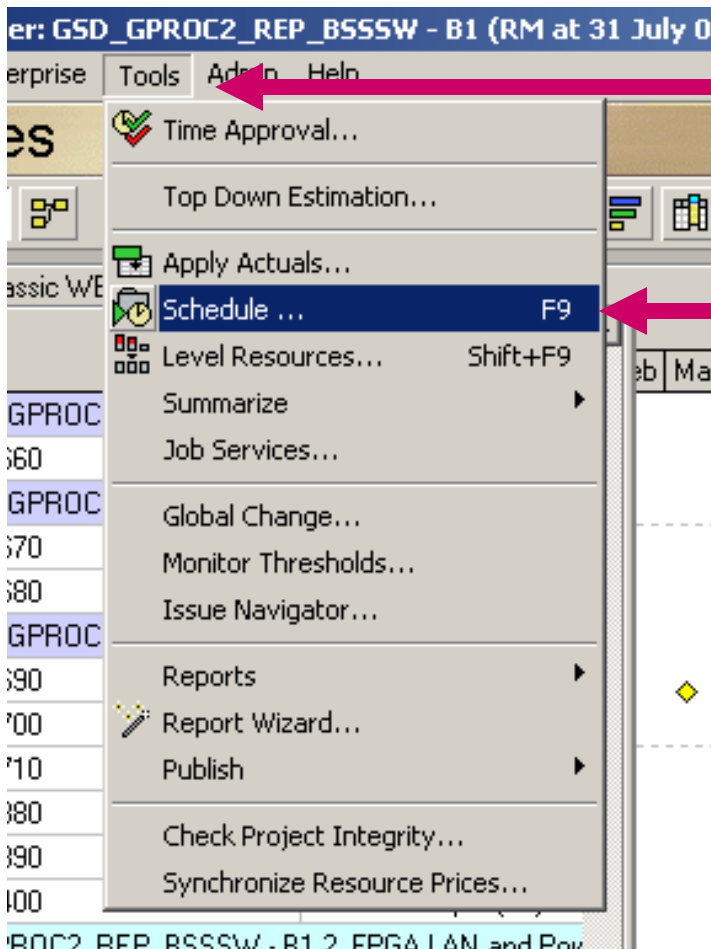 er: GSD_GPROC2_REP_BSSSW - B1 (RM at 31 July 0
erprise Tools Admin Help
es
Time Approval...
Top Down Estimation...
Apply Actuals...
assic WE
Schedule ... F9
Level Resources... Shift+F9
eb Ma
Summarize
GPROC
Job Services...
660
GPROC
Global Change...
670
Monitor Thresholds...
680
Issue Navigator...
GPROC
Reports
690
Report Wizard...
700
Publish
710
Check Project Integrity...
380
390
Synchronize Resource Prices...
400
PROC2_REP_BSSSW - B1.2 FPGA LAN and Pow